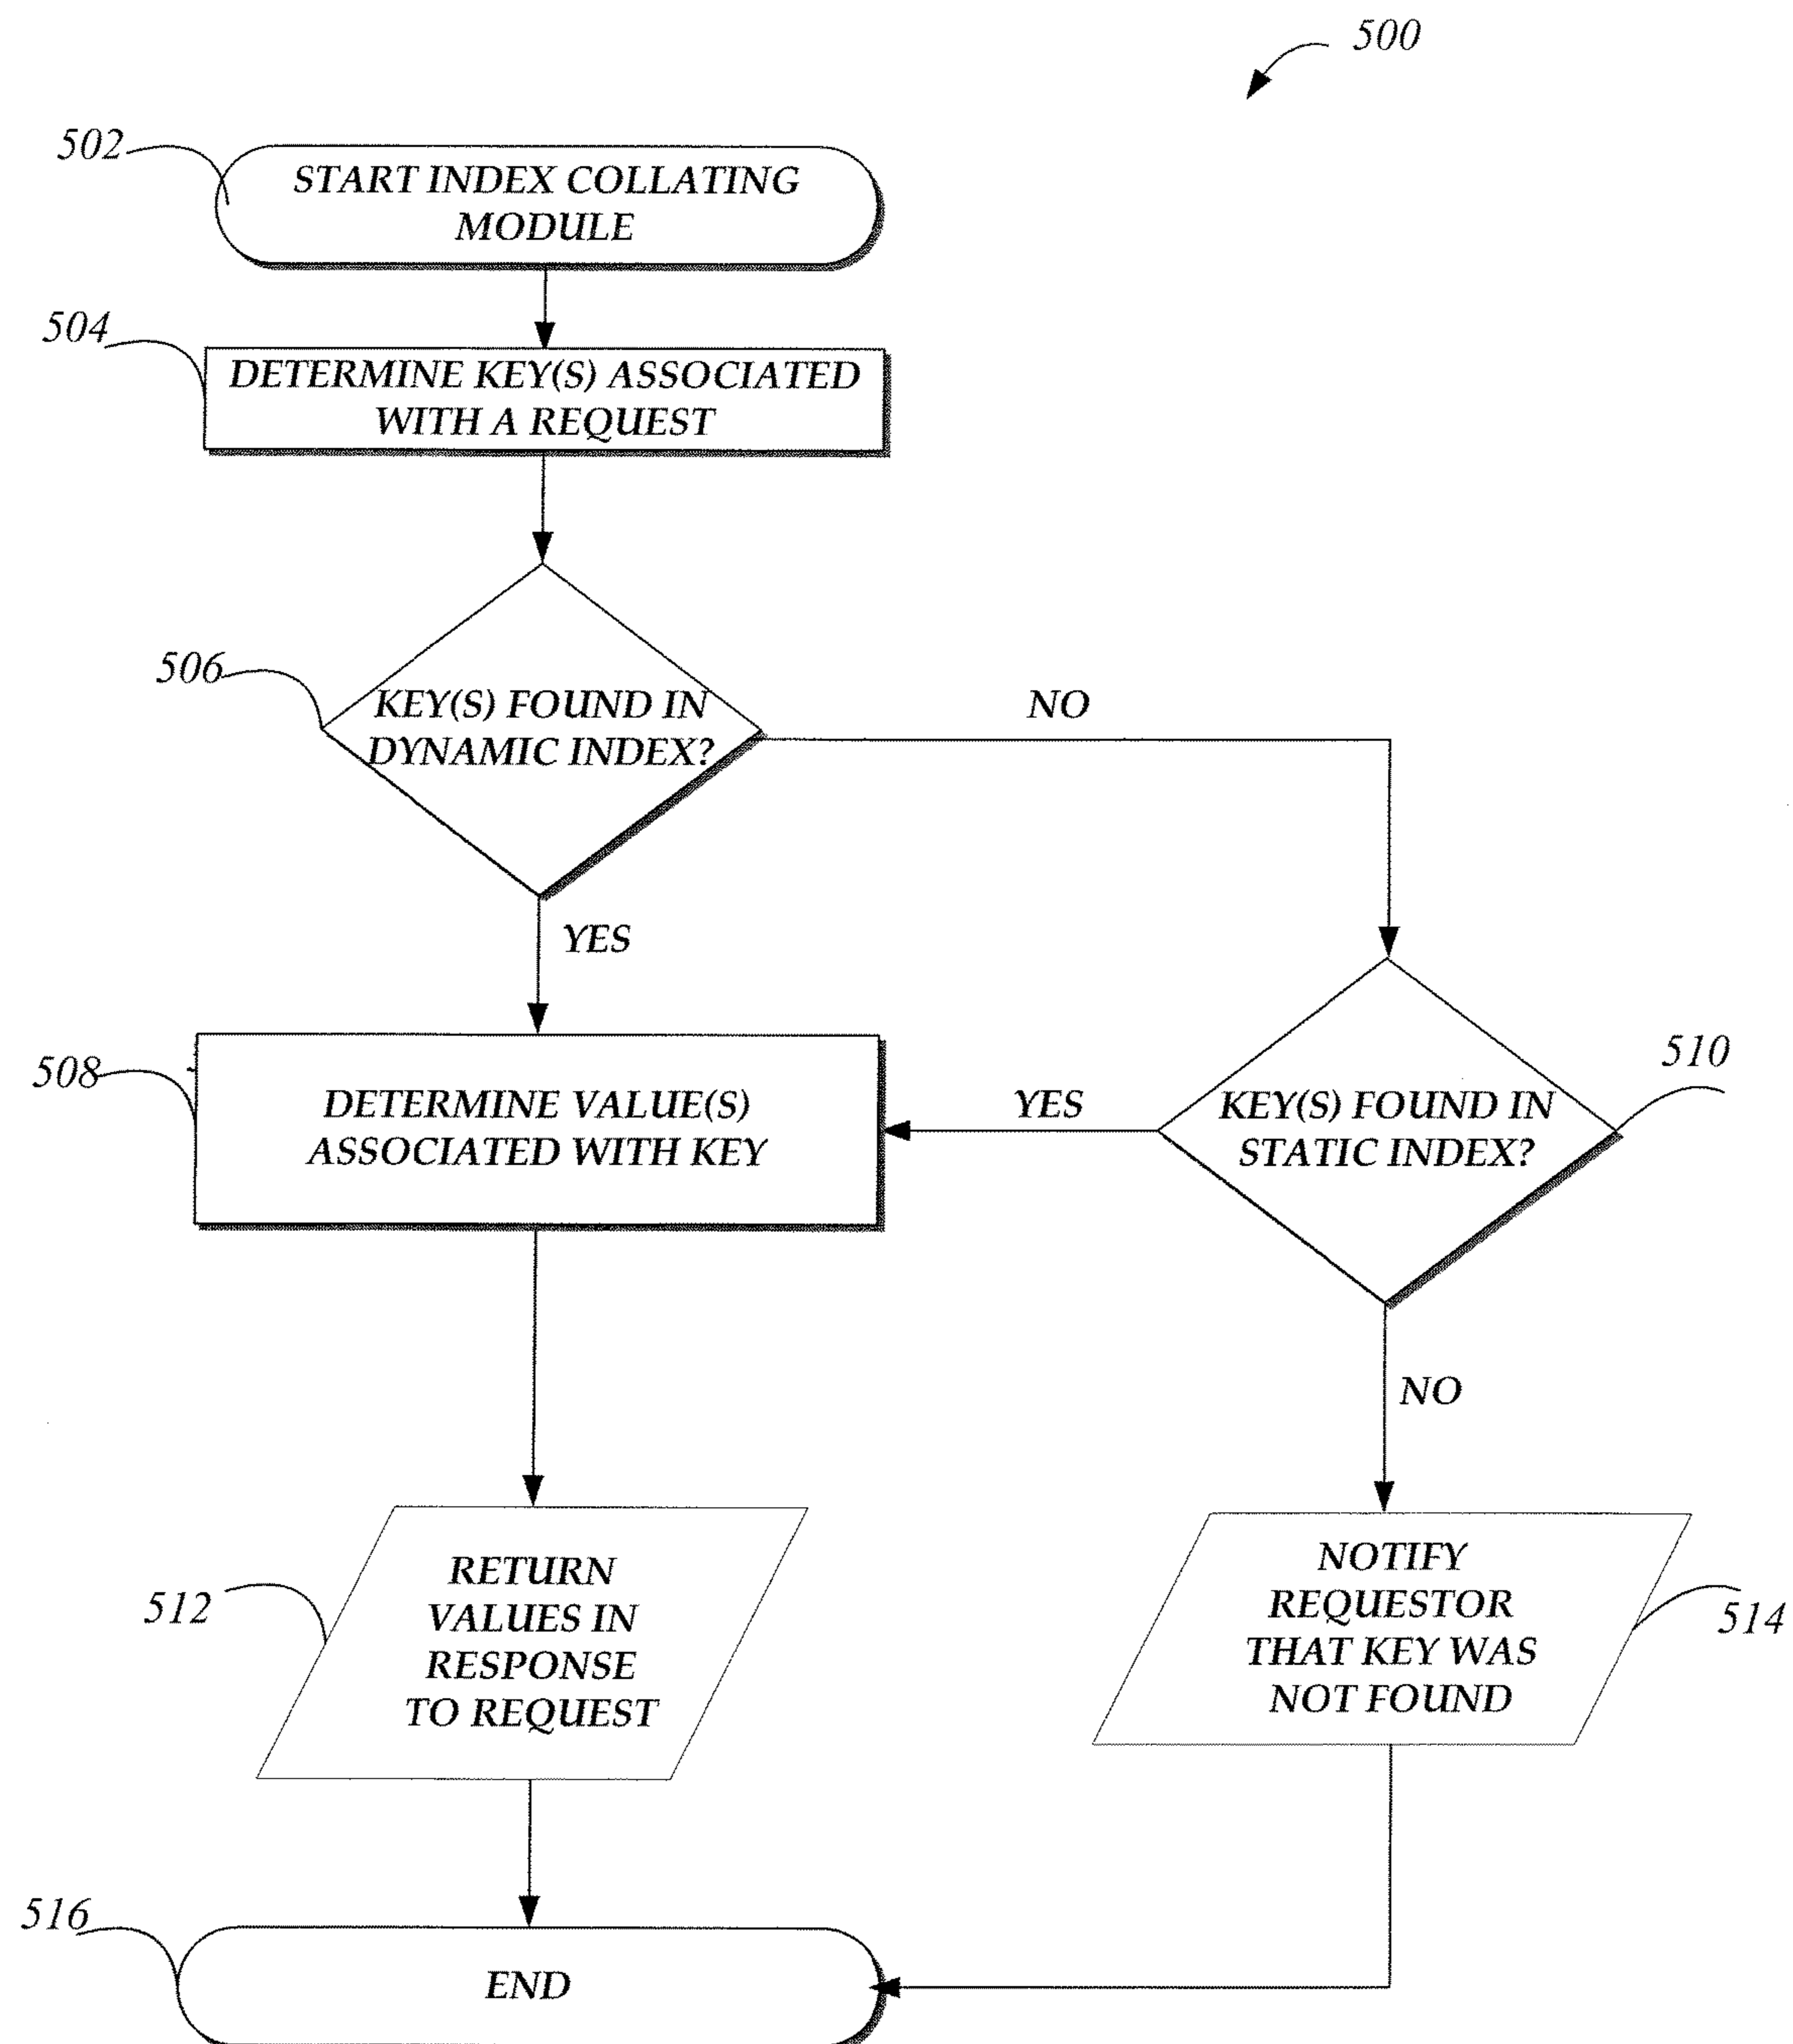 500
502
START INDEX COLLATING
MODULE
504
DETERMINE KEY(S) ASSOCIATED
WITH A REQUEST
506
KEY(S) FOUND IN
DYNAMIC INDEX?
NO
YES
508
DETERMINE VALUE(S)
ASSOCIATED WITH KEY
YES
510
KEY(S) FOUND IN
STATIC INDEX?
NO
512
RETURN
VALUES IN
RESPONSE
TO REQUEST
514
NOTIFY
REQUESTOR
THAT KEY WAS
NOT FOUND
516
END